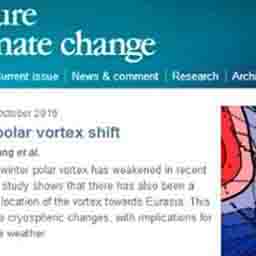 ure
mate change
urrent issue | News & comment | Research | Archi
October 2016
polar vortex shift
ang et al.
winter polar vortex has weakened in recent
study shows that there has also been a
location of the vortex towards Eurasia. This
e cryospheric changes, with implications for
e weather